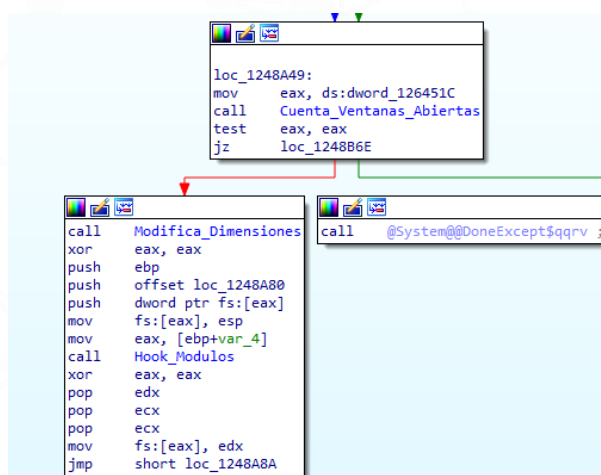 loc_1248A49:
mov eax, ds:dword_126451C
call Cuenta_Ventanas_Abiertas
test eax, eax
jz loc_1248B6E
call Modifica_Dimensiones
xor eax, eax
push ebp
push offset loc_1248A80
push dword ptr fs:[eax]
mov fs:[eax], esp
mov eax, [ebp+var_4]
call Hook_Modulos
xor eax, eax
pop edx
pop ecx
pop ecx
mov fs:[eax], edx
jmp short loc_1248A8A
call @System@@DoneExcept$qqrv ;